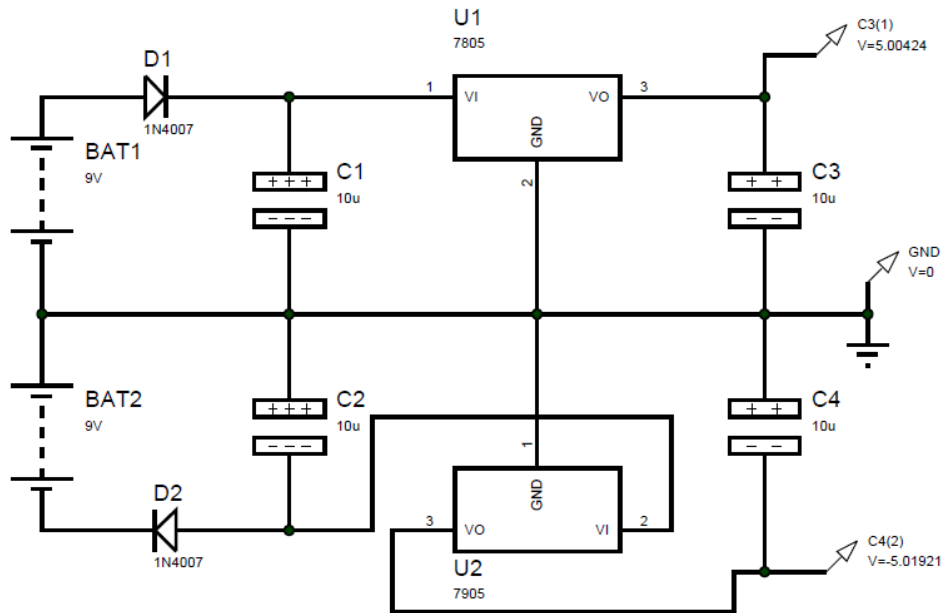 U1
7805
C3(1)
V=5.00424
D1
1N4007
1
VI
VO
3
GND
2
BAT1
9V
C1
10u
+ + +
- - -
C3
10u
+ +
- -
GND
V=0
BAT2
9V
C2
10u
+ + +
- - -
C4
10u
+ +
- -
1
GND
D2
1N4007
3
VO
VI
2
U2
7905
C4(2)
V=-5.01921